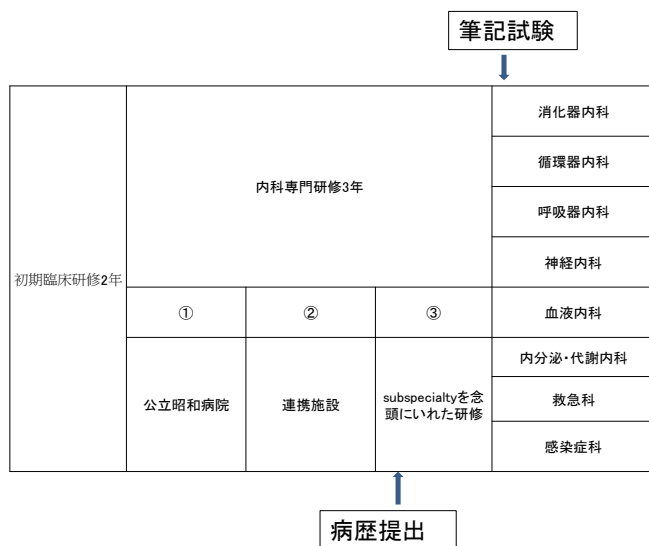 筆記試験
初期臨床研修2年
内科専門研修3年
①
②
③
公立昭和病院
連携施設
subspecialtyを念
頭にいれた研修
消化器内科
循環器内科
呼吸器内科
神経内科
血液内科
内分泌・代謝内科
救急科
感染症科
病歴提出